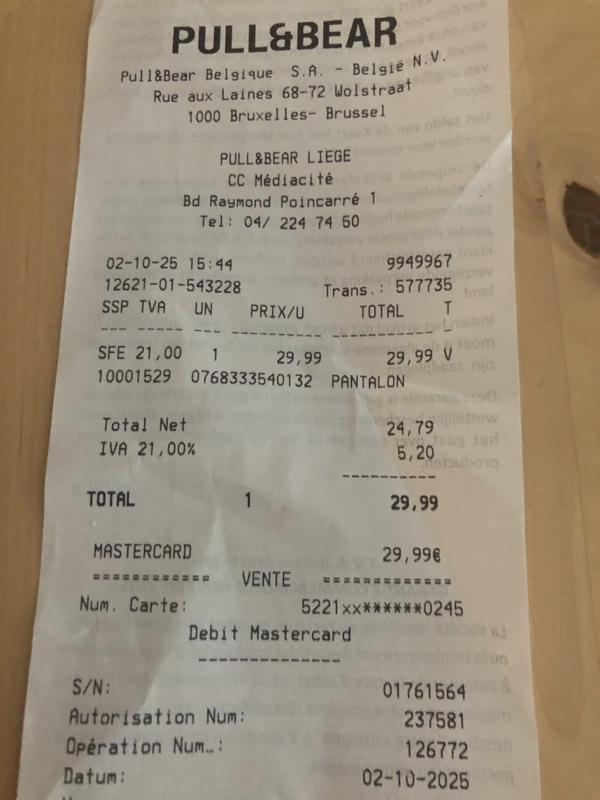 PULL&BEAR
Pull&Bear Belgique S.A. - België N.V.
Rue aux Laines 68-72 Wolstraat
1000 Bruxelles- Brussel
PULL&BEAR LIEGE
CC Médiacité
Bd Raymond Poincarré 1
Tel: 04/ 224 74 50
02-10-25 15:44 9949967
12621-01-543228 Trans.: 577735
SSP TVA UN PRIX/U TOTAL T
--- ----- --- ---------- ------------ -
SFE 21,00 1 29,99 29,99 V
10001529 0768333540132 PANTALON
Total Net 24,79
IVA 21,00% 5,20
-----------
TOTAL 1 29,99
MASTERCARD 29,99€
============ VENTE =============
Num. Carte: 5221xx******0245
Debit Mastercard
---------------
S/N: 01761564
Autorisation Num: 237581
Opération Num…: 126772
Datum: 02-10-2025